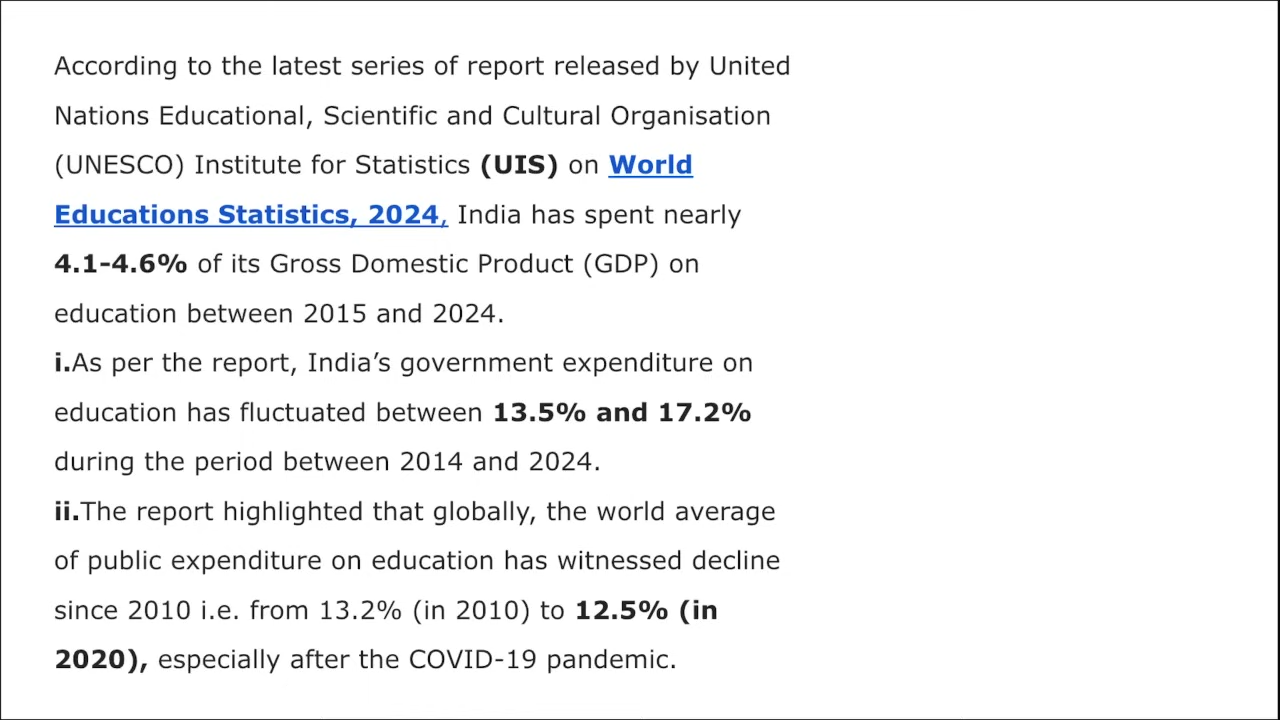 According to the latest series of report released by United
Nations Educational, Scientific and Cultural Organisation
(UNESCO) Institute for Statistics (UIS) on World
Educations Statistics, 2024, India has spent nearly
4.1-4.6% of its Gross Domestic Product (GDP) on
education between 2015 and 2024.
i.As per the report, India’s government expenditure on
education has fluctuated between 13.5% and 17.2%
during the period between 2014 and 2024.
ii.The report highlighted that globally, the world average
of public expenditure on education has witnessed decline
since 2010 i.e. from 13.2% (in 2010) to 12.5% (in
2020), especially after the COVID-19 pandemic.